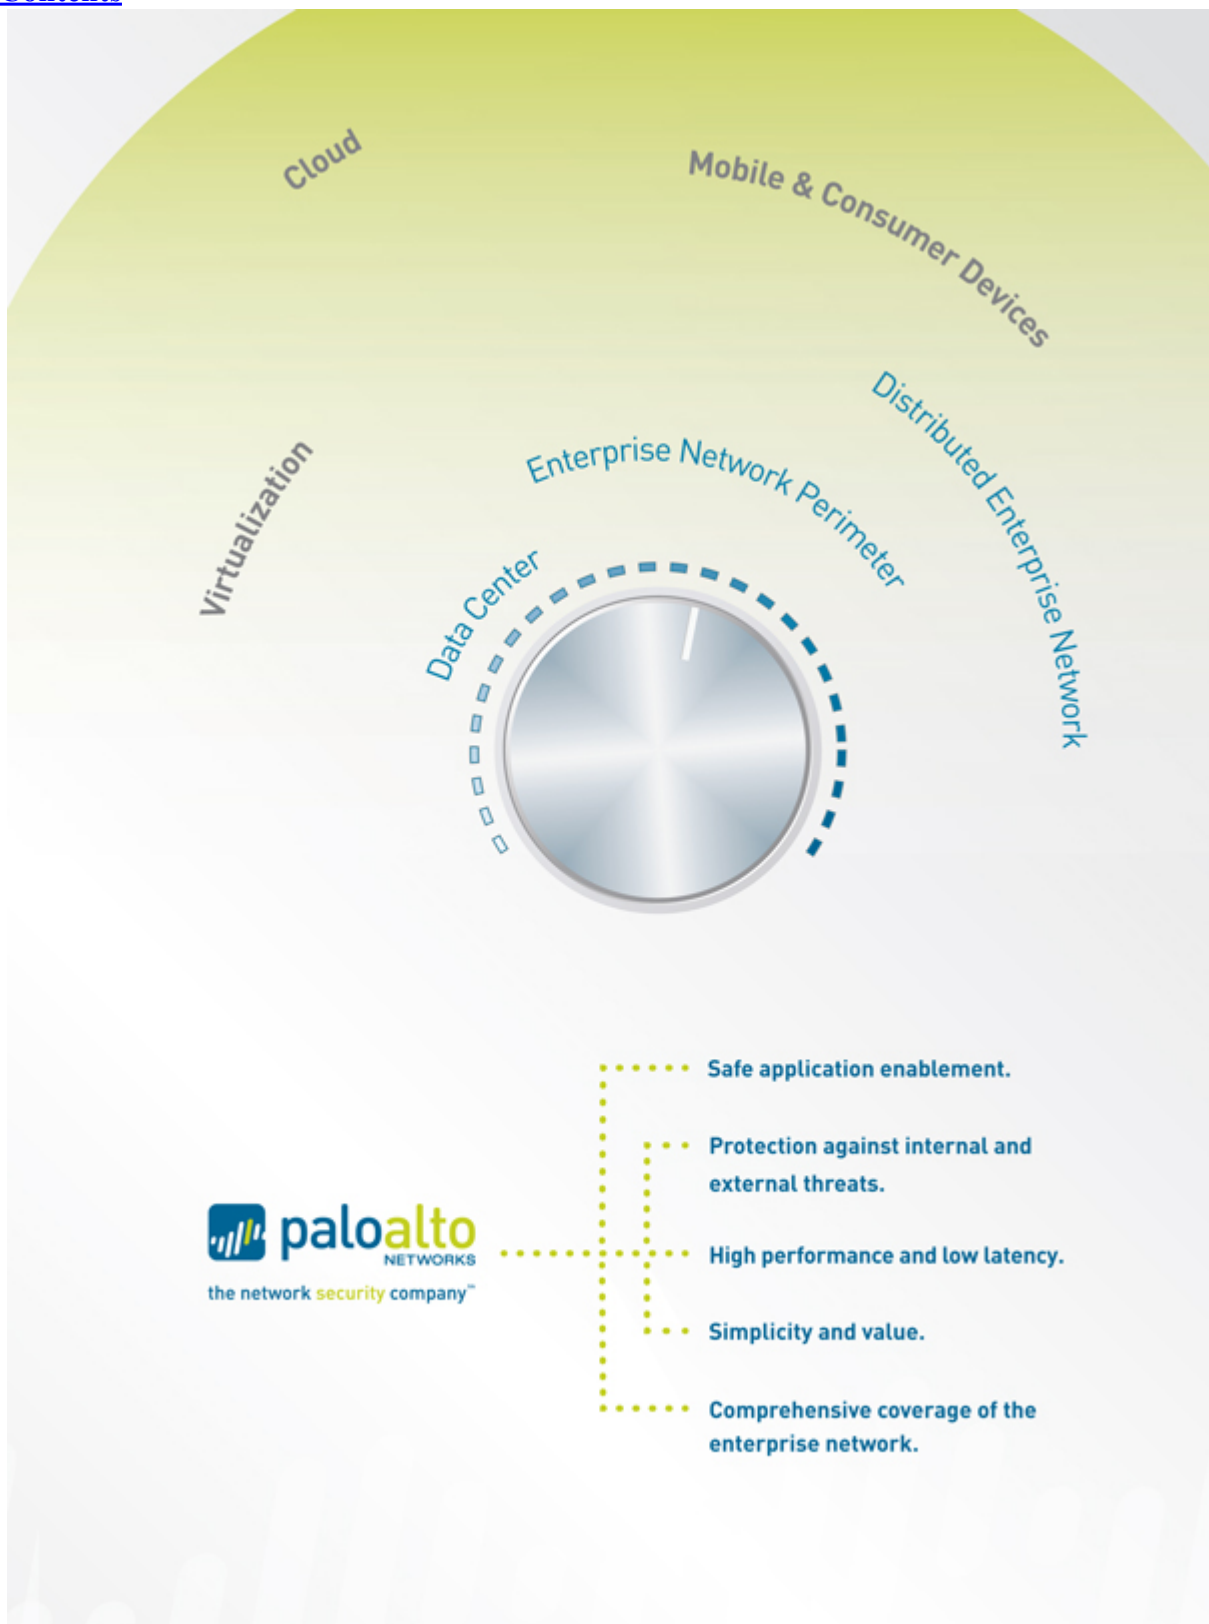 Contents
Cloud
Mobile & Consumer Devices
Distributed Enterprise Network
Enterprise Network Perimeter
Virtualization
Data Center
Safe application enablement.
Protection against internal and
external threats.
paloalto
NETWORKS
the network security company™
High performance and low latency.
Simplicity and value.
Comprehensive coverage of the
enterprise network.